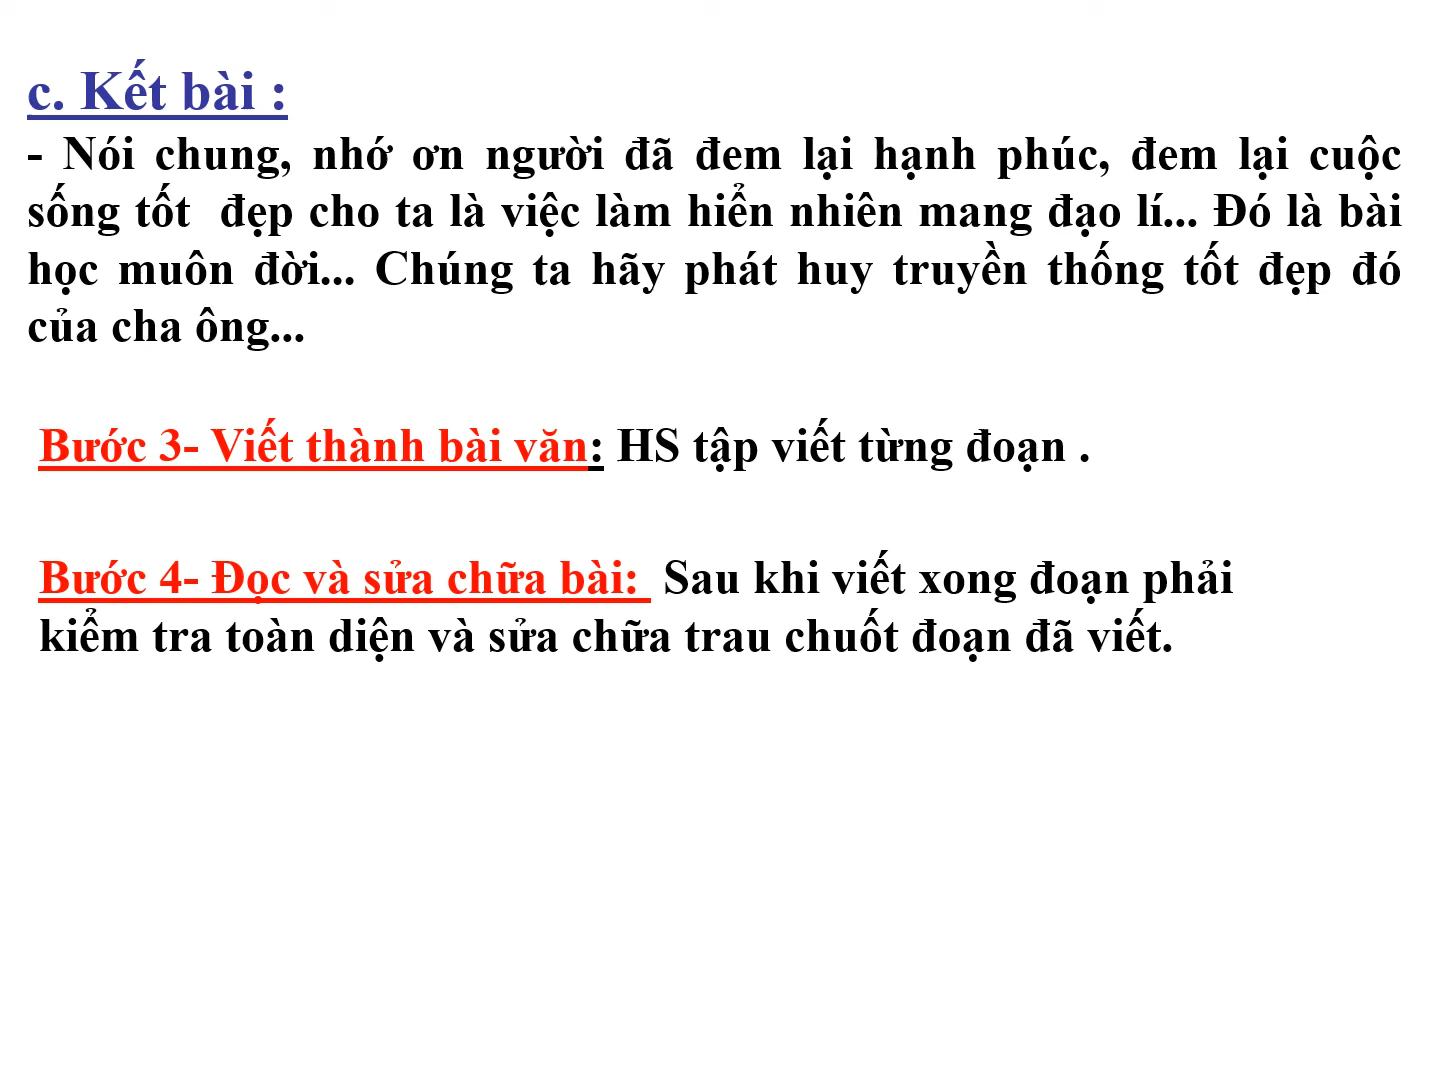 c. Kết bài :
- Nói chung, nhớ ơn người đã đem lại hạnh phúc, đem lại cuộc
sống tốt  đẹp cho ta là việc làm hiển nhiên mang đạo lí... Đó là bài
học muôn đời... Chúng ta hãy phát huy truyền thống tốt đẹp đó
của cha ông...
Bước 3- Viết thành bài văn: HS tập viết từng đoạn .
Bước 4- Đọc và sửa chữa bài:  Sau khi viết xong đoạn phải
kiểm tra toàn diện và sửa chữa trau chuốt đoạn đã viết.